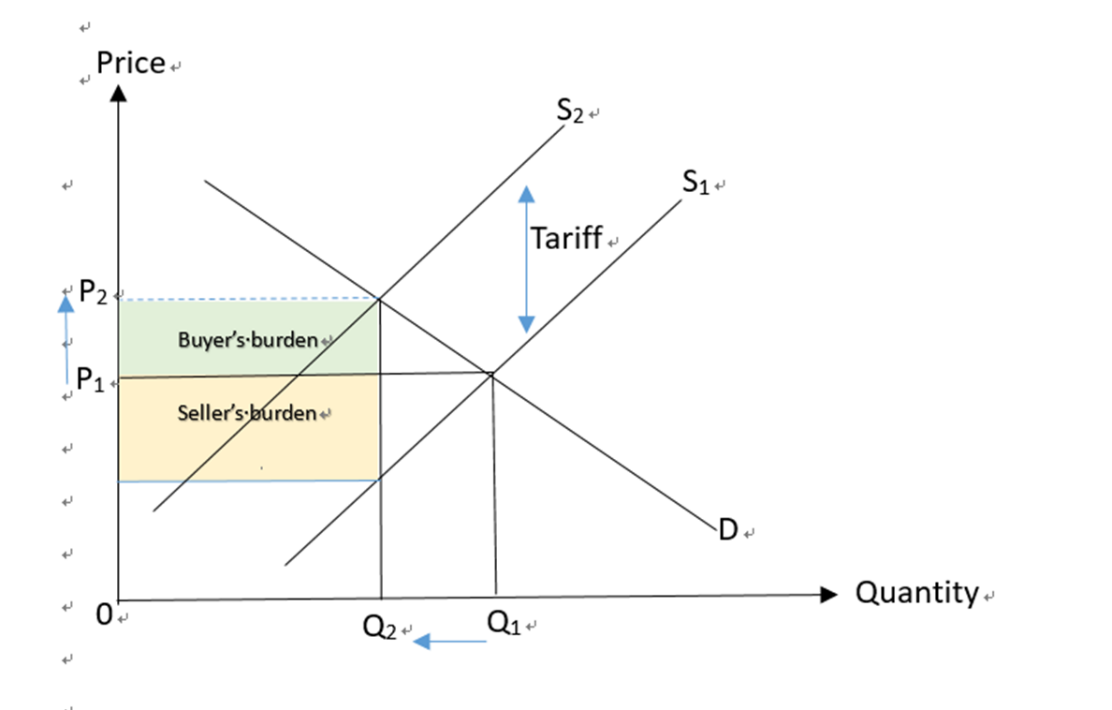 Price
S₂
S₁
Tariff
P₂
Buyer's·burden
P₁
Seller's·burden
D
0
Quantity
Q₂
Q₁